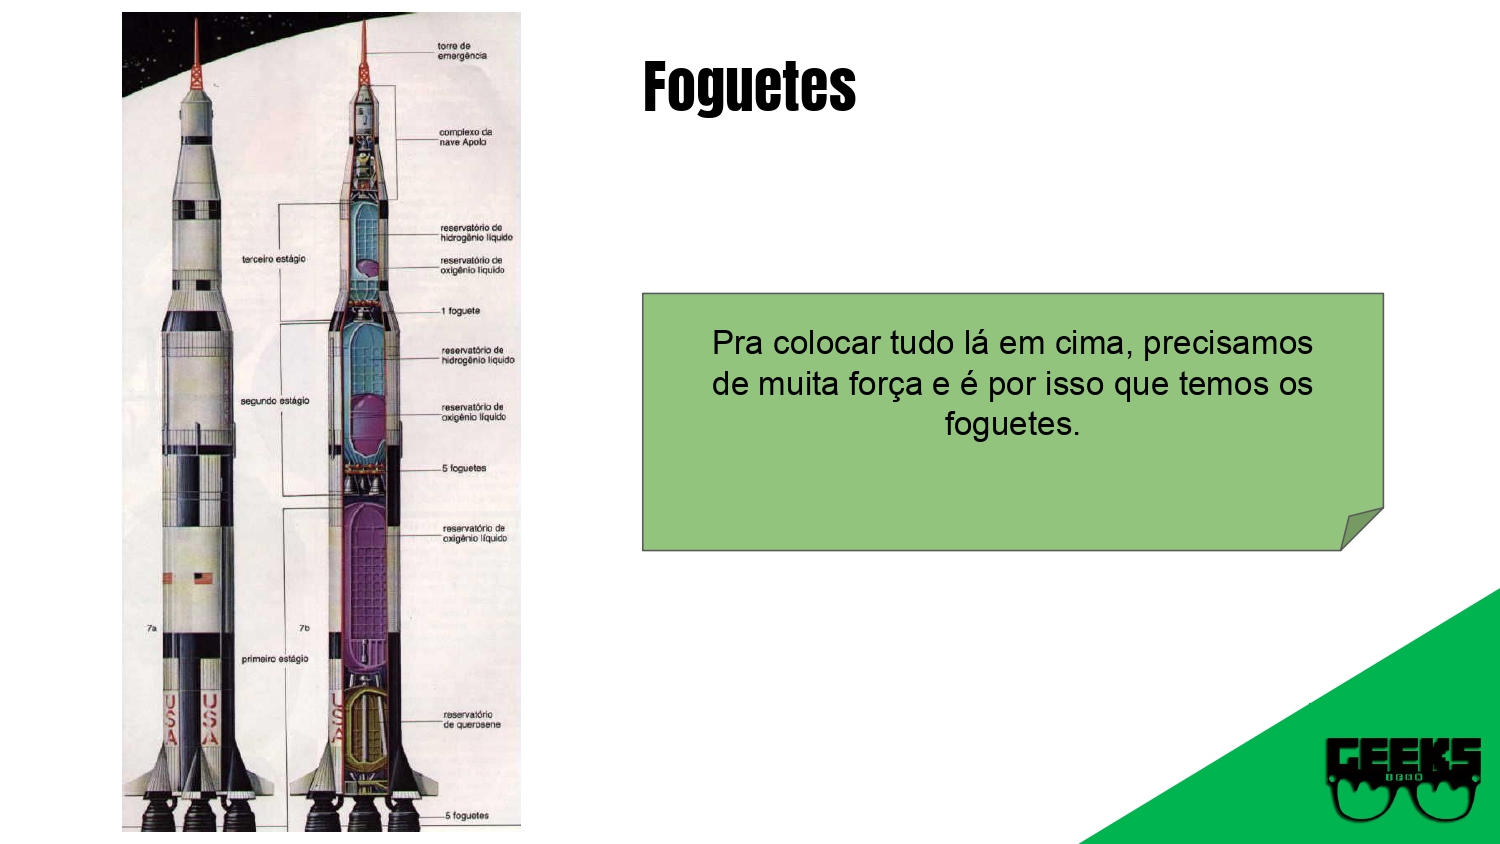 Foguetes
Pra colocar tudo lá em cima, precisamos
de muita força e é por isso que temos os
foguetes.
torre de
emergência
complexo da
nave Apolo
reservatório de
hidrogênio líquido
terceiro estágio
reservatório de
oxigênio líquido
1 foguete
reservatório de
hidrogênio líquido
segundo estágio
reservatório de
oxigênio líquido
5 foguetes
reservatório de
oxigênio líquido
7a
7b
primeiro estágio
USA
USA
USA
reservatório
de querosene
5 foguetes
GEEKS